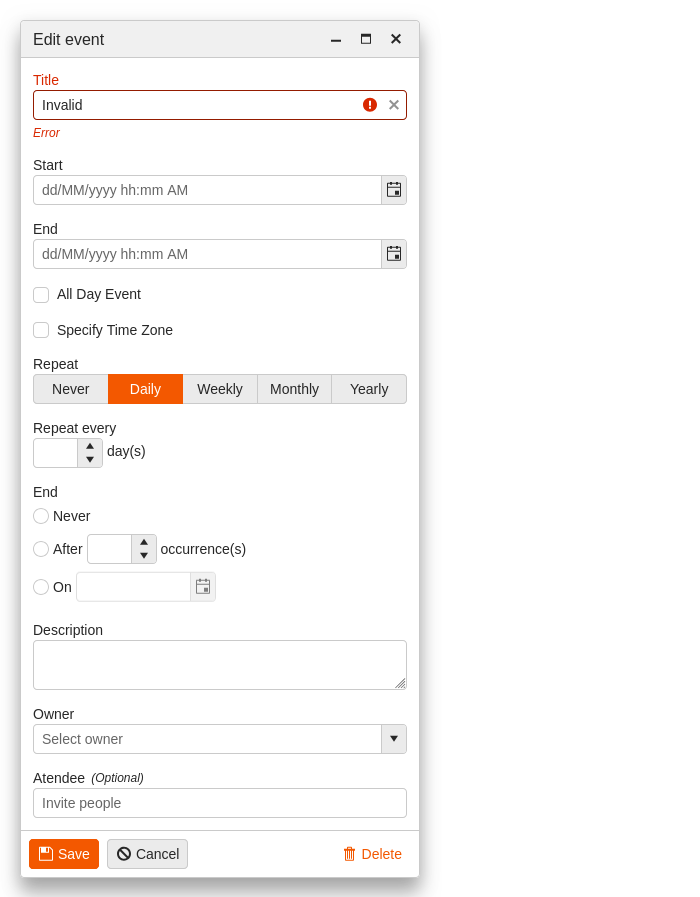 Edit event
Title
Invalid
Error
Start
dd/MM/yyyy hh:mm AM
End
dd/MM/yyyy hh:mm AM
All Day Event
Specify Time Zone
Repeat
Never Daily Weekly Monthly Yearly
Repeat every
day(s)
End
Never
After occurrence(s)
On
Description
Owner
Select owner
Atendee (Optional)
Invite people
Save Cancel Delete